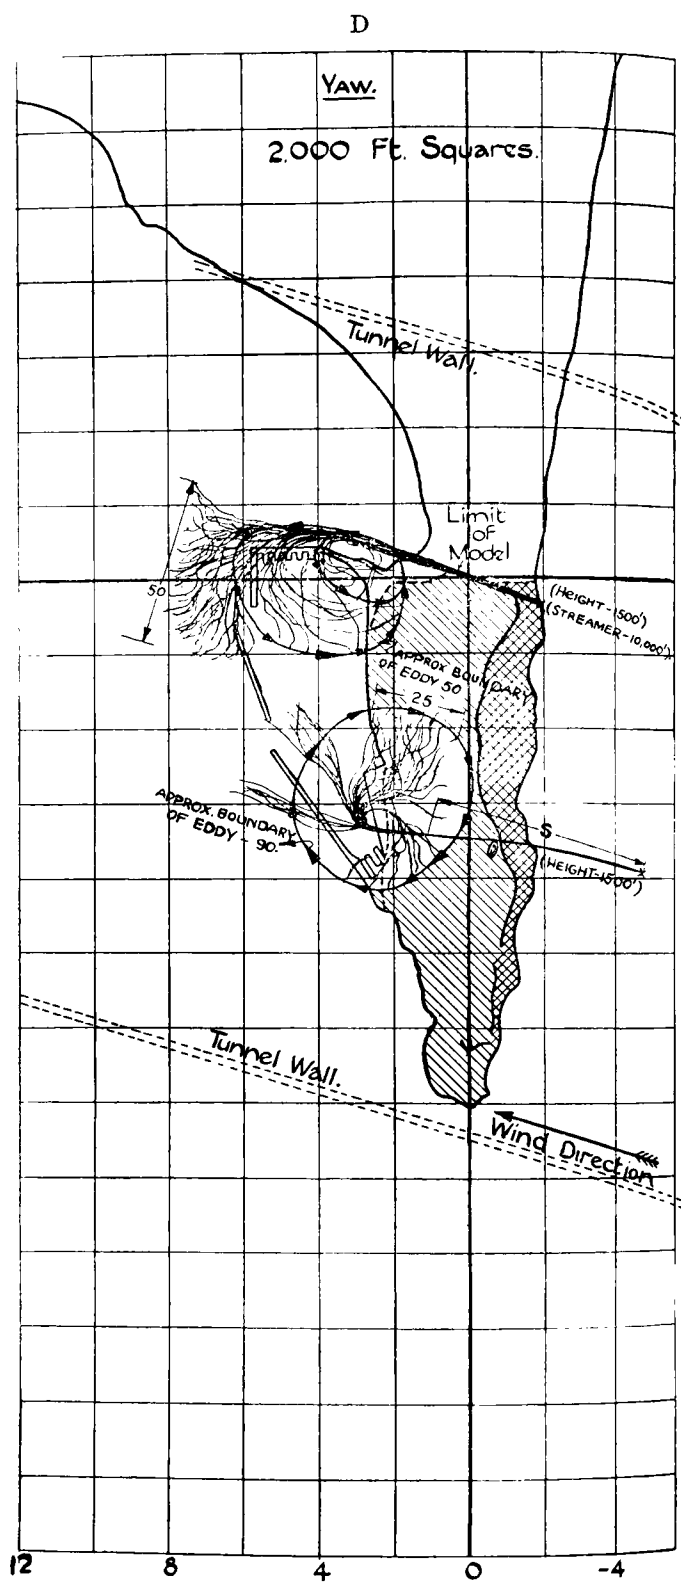 D
YAW.
2,000 Ft. Squares.
Tunnel Wall.
Limit
of
Model
50
(HEIGHT-1500')
(STREAMER-10,000')
APPROX BOUNDARY
OF EDDY 50
25
APPROX. BOUNDARY
OF EDDY - 90.
S
(HEIGHT-1500')
Tunnel Wall.
Wind Direction
12 8 4 0 -4